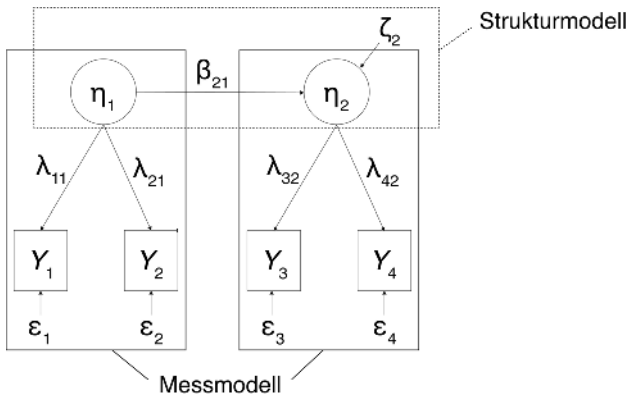 Strukturmodell
ζ₂
β₂₁
η₁ η₂
λ₁₁ λ₂₁ λ₃₂ λ₄₂
Y₁ Y₂ Y₃ Y₄
ε₁ ε₂ ε₃ ε₄
Messmodell